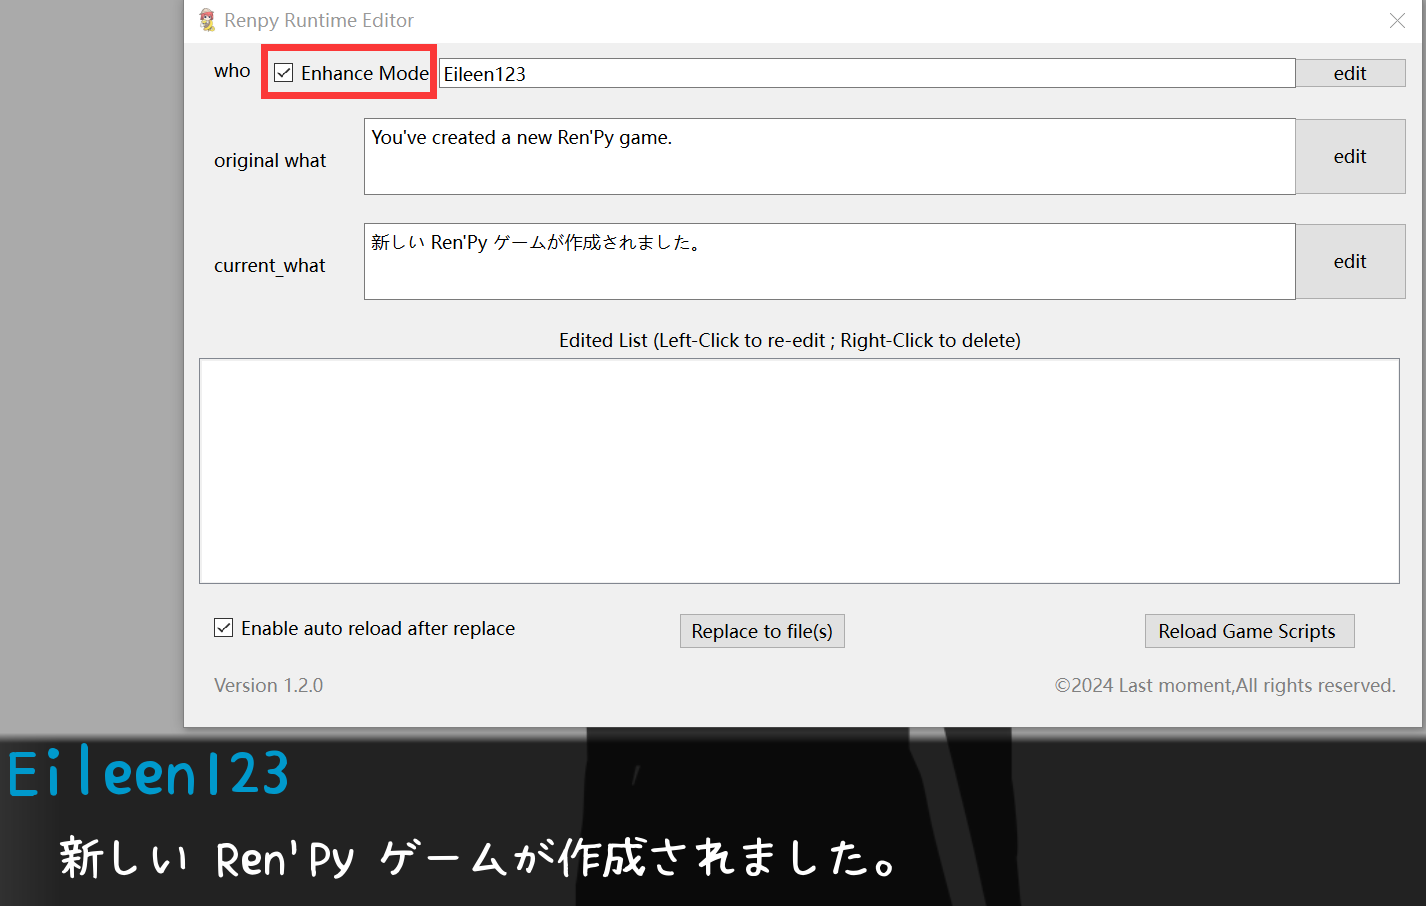 Renpy Runtime Editor
who Enhance Mode Eileen123 edit
original what You've created a new Ren'Py game. edit
current_what 新しい Ren'Py ゲームが作成されました。 edit
Edited List (Left-Click to re-edit ; Right-Click to delete)
Enable auto reload after replace Replace to file(s) Reload Game Scripts
Version 1.2.0 ©2024 Last moment,All rights reserved.
Eileen123
新しい Ren'Py ゲームが作成されました。